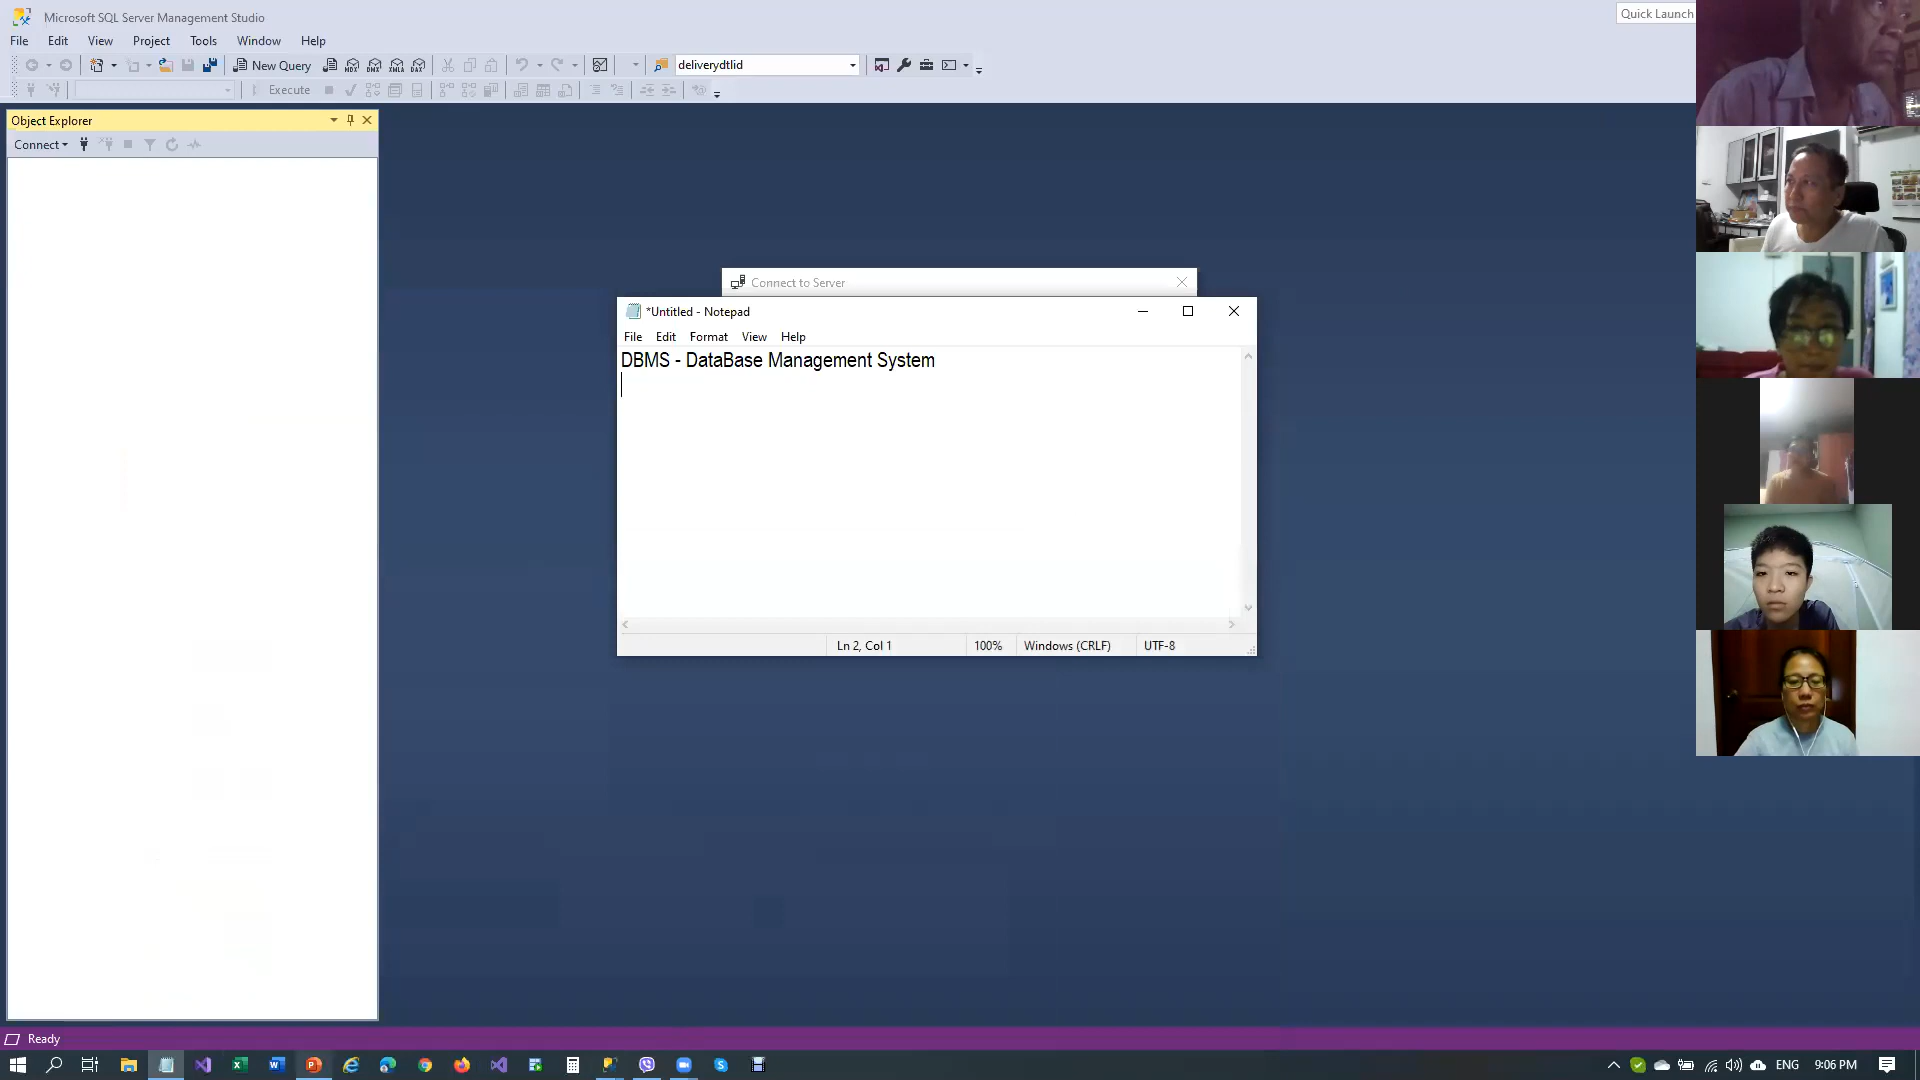 Microsoft SQL Server Management Studio
Quick Launch
File Edit View Project Tools Window Help
New Query
deliverydtlid
Execute
Object Explorer
Connect
Connect to Server
*Untitled - Notepad
File Edit Format View Help
DBMS - DataBase Management System
Ln 2, Col 1 100% Windows (CRLF) UTF-8
Ready
ENG 9:06 PM